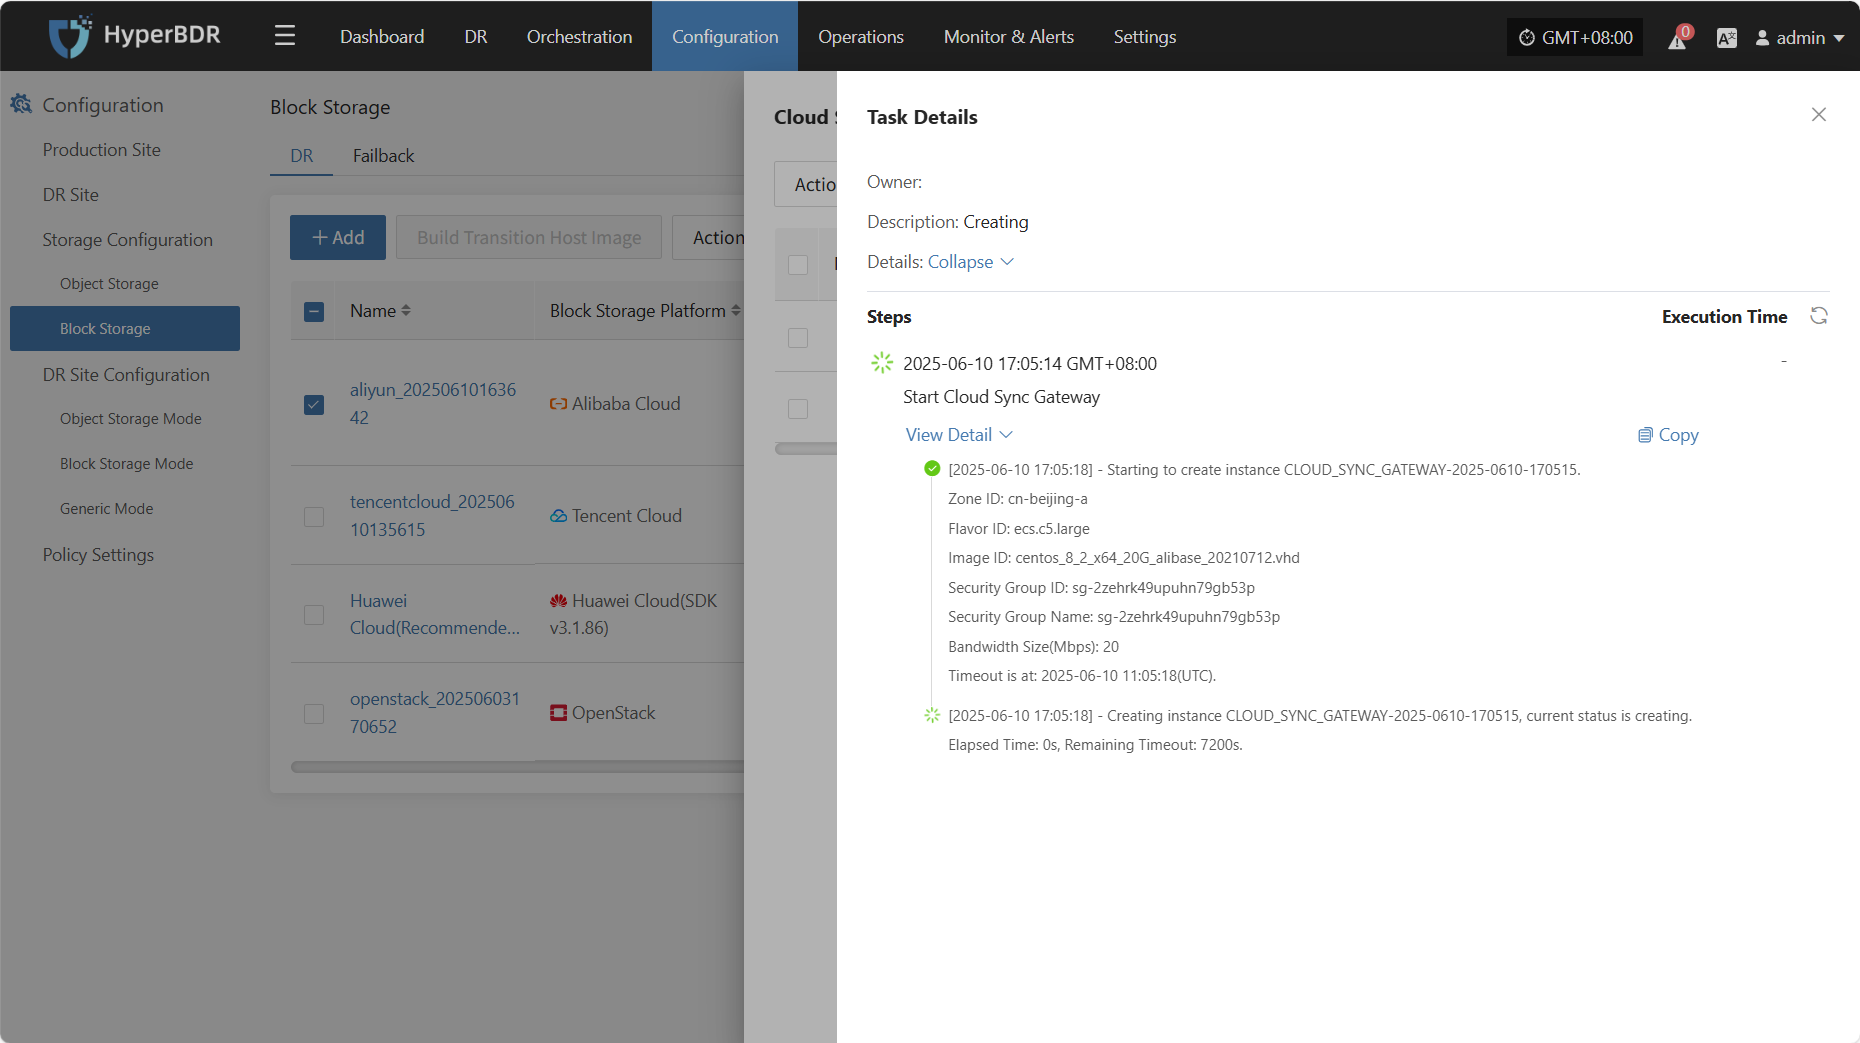 HyperBDR
Dashboard
DR
Orchestration
Configuration
Operations
Monitor & Alerts
Settings
GMT+08:00
0
admin
Configuration
Production Site
DR Site
Storage Configuration
Object Storage
Block Storage
DR Site Configuration
Object Storage Mode
Block Storage Mode
Generic Mode
Policy Settings
Block Storage
DR
Failback
Add
Build Transition Host Image
Action
Name
Block Storage Platform
aliyun_202506101636
42
Alibaba Cloud
tencentcloud_202506
10135615
Tencent Cloud
Huawei
Cloud(Recommende...
Huawei Cloud(SDK
v3.1.86)
openstack_202506031
70652
OpenStack
Cloud
Actio
Task Details
Owner:
Description: Creating
Details: Collapse
Steps
Execution Time
2025-06-10 17:05:14 GMT+08:00
-
Start Cloud Sync Gateway
View Detail
Copy
[2025-06-10 17:05:18] - Starting to create instance CLOUD_SYNC_GATEWAY-2025-0610-170515.
Zone ID: cn-beijing-a
Flavor ID: ecs.c5.large
Image ID: centos_8_2_x64_20G_alibase_20210712.vhd
Security Group ID: sg-2zehrk49upuhn79gb53p
Security Group Name: sg-2zehrk49upuhn79gb53p
Bandwidth Size(Mbps): 20
Timeout is at: 2025-06-10 11:05:18(UTC).
[2025-06-10 17:05:18] - Creating instance CLOUD_SYNC_GATEWAY-2025-0610-170515, current status is creating.
Elapsed Time: 0s, Remaining Timeout: 7200s.